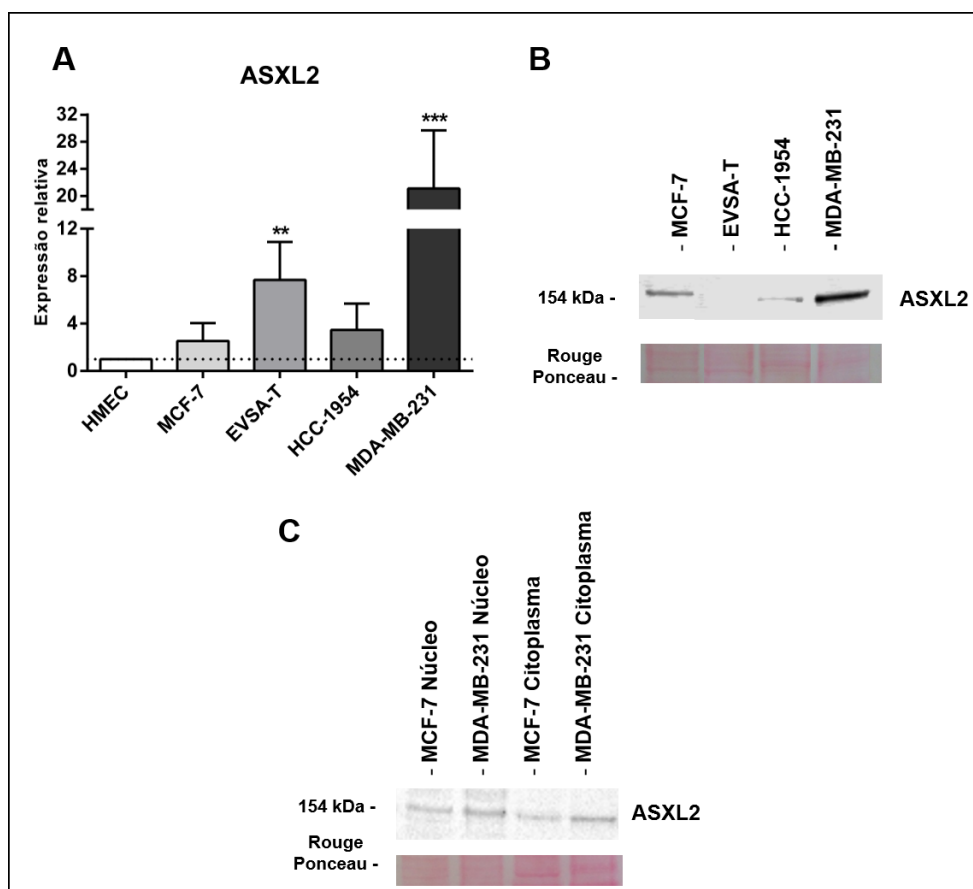 A
ASXL2
Expressão relativa
32
28
24
20
12
8
4
0
**
***
HMEC
MCF-7
EVSA-T
HCC-1954
MDA-MB-231
B
- MCF-7
- EVSA-T
- HCC-1954
- MDA-MB-231
154 kDa -
ASXL2
Rouge
Ponceau -
C
- MCF-7 Núcleo
- MDA-MB-231 Núcleo
- MCF-7 Citoplasma
- MDA-MB-231 Citoplasma
154 kDa -
ASXL2
Rouge
Ponceau -